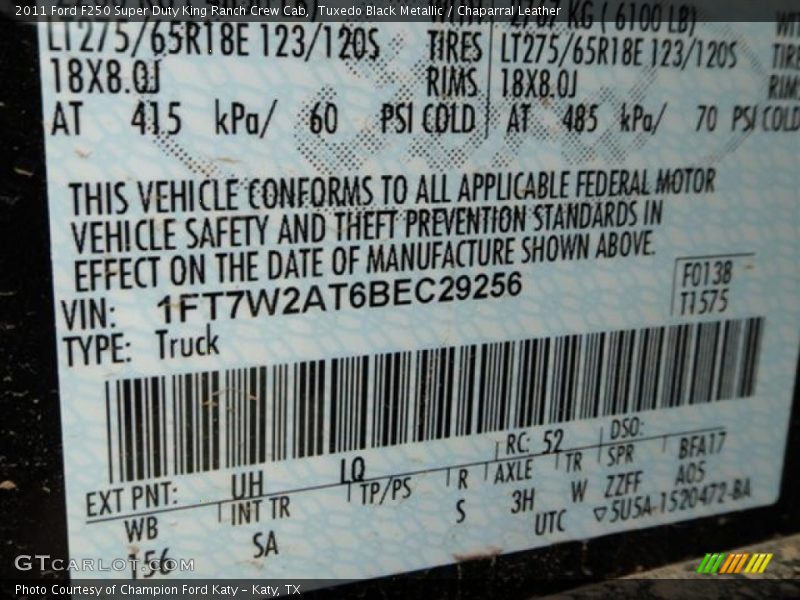 2011 Ford F250 Super Duty King Ranch Crew Cab, Tuxedo Black Metallic / Chaparral Leather
KG ( 6100 LB)
LT275/65R18E 123/120S TIRES LT275/65R18E 123/120S
18X8.0J RIMS 18X8.0J
AT 415 kPa/ 60 PSI COLD AT 485 kPa/ 70 PSI COLD
THIS VEHICLE CONFORMS TO ALL APPLICABLE FEDERAL MOTOR
VEHICLE SAFETY AND THEFT PREVENTION STANDARDS IN
EFFECT ON THE DATE OF MANUFACTURE SHOWN ABOVE.
VIN: 1FT7W2AT6BEC29256
F0138
T1575
TYPE: Truck
EXT PNT: UH LQ RC: 52 DSO:
WB INT TR TP/PS R AXLE TR SPR BFA17
156 SA S 3H W ZZFF A05
UTC ▽5U5A-1520472-BA
GTcarlot.com
Photo Courtesy of Champion Ford Katy - Katy, TX